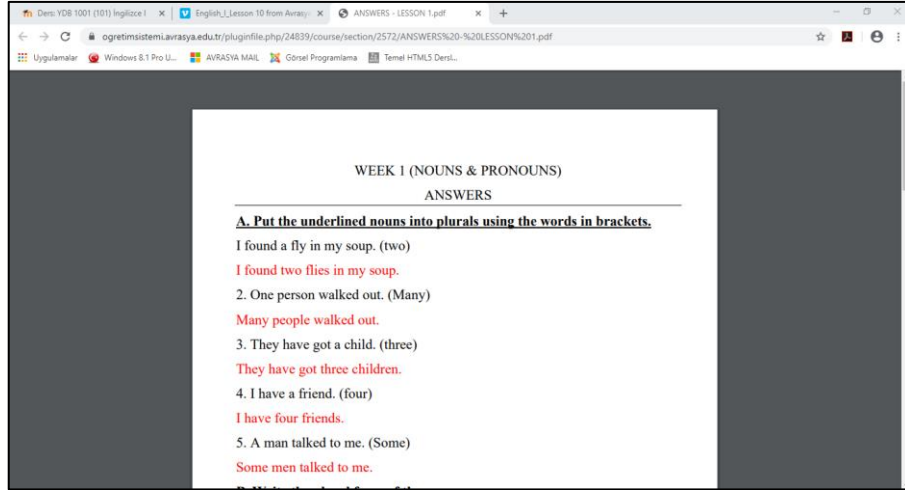 Ders: YDB 1001 (101) İngilizce I
English_I_Lesson 10 from Avrasy
ANSWERS - LESSON 1.pdf
ogretimsistemi.avrasya.edu.tr/pluginfile.php/24839/course/section/2572/ANSWERS%20-%20LESSON%201.pdf
Uygulamalar Windows 8.1 Pro U... AVRASYA MAIL Görsel Programlama Temel HTML5 Dersl...
WEEK 1 (NOUNS & PRONOUNS)
ANSWERS
A. Put the underlined nouns into plurals using the words in brackets.
I found a fly in my soup. (two)
I found two flies in my soup.
2. One person walked out. (Many)
Many people walked out.
3. They have got a child. (three)
They have got three children.
4. I have a friend. (four)
I have four friends.
5. A man talked to me. (Some)
Some men talked to me.